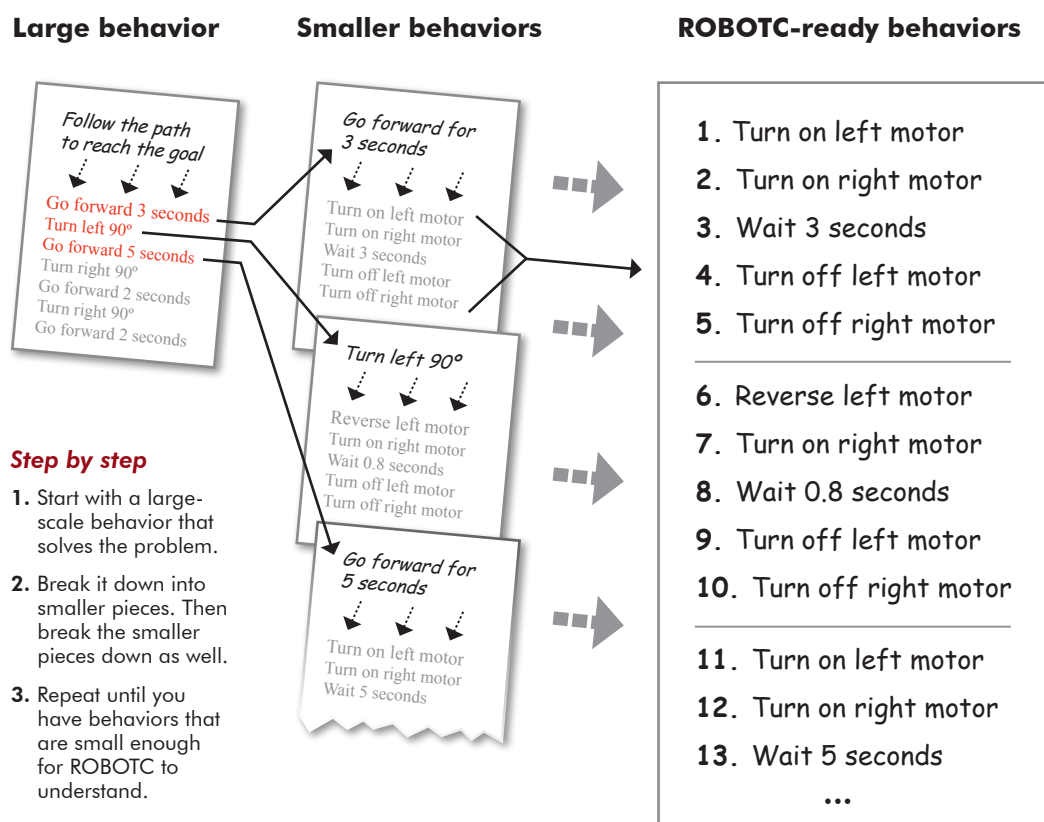 Large behavior
Follow the path
to reach the goal
Go forward 3 seconds
Turn left 90º
Go forward 5 seconds
Turn right 90º
Go forward 2 seconds
Turn right 90º
Go forward 2 seconds
Step by step
1. Start with a large-
scale behavior that
solves the problem.
2. Break it down into
smaller pieces. Then
break the smaller
pieces down as well.
3. Repeat until you
have behaviors that
are small enough
for ROBOTC to
understand.
Smaller behaviors
Go forward for
3 seconds
Turn on left motor
Turn on right motor
Wait 3 seconds
Turn off left motor
Turn off right motor
Turn left 90º
Reverse left motor
Turn on right motor
Wait 0.8 seconds
Turn off left motor
Turn off right motor
Go forward for
5 seconds
Turn on left motor
Turn on right motor
Wait 5 seconds
ROBOTC-ready behaviors
1. Turn on left motor
2. Turn on right motor
3. Wait 3 seconds
4. Turn off left motor
5. Turn off right motor
6. Reverse left motor
7. Turn on right motor
8. Wait 0.8 seconds
9. Turn off left motor
10. Turn off right motor
11. Turn on left motor
12. Turn on right motor
13. Wait 5 seconds
...